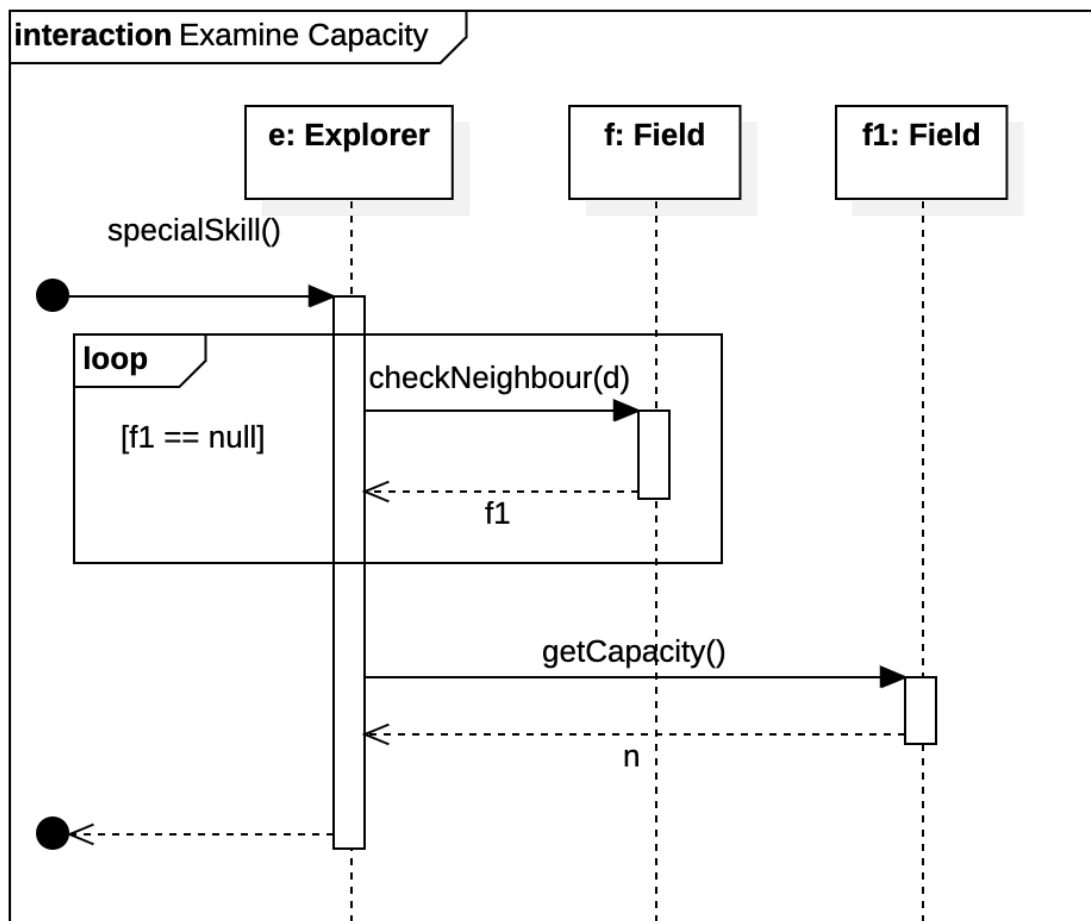 interaction Examine Capacity
e: Explorer
f: Field
f1: Field
specialSkill()
loop
checkNeighbour(d)
[f1 == null]
f1
getCapacity()
n